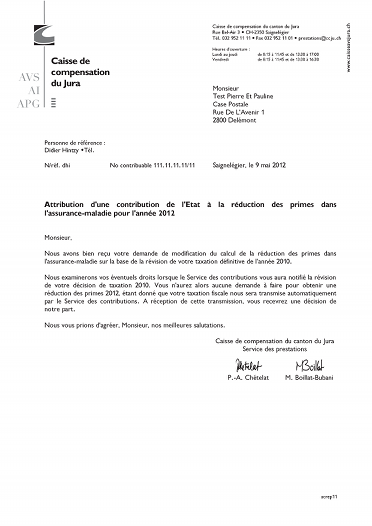 Caisse de compensation du canton du Jura
Rue Bel-Air 3 • CH-2350 Saignelégier
Tél. 032 952 11 11 • Fax 032 952 11 01 • prestations@ccju.ch
Heures d'ouverture :
Lundi au jeudi de 8.15 à 11.45 et de 13.30 à 17.00
Vendredi de 8.15 à 11.45 et de 13.30 à 16.30
www.caisseavsjura.ch
AVS
AI
APG
Caisse de
compensation
du Jura
Monsieur
Test Pierre Et Pauline
Case Postale
Rue De L'Avenir 1
2800 Delémont
Personne de référence :
Didier Hintzy •Tél.
N/réf. dhi No contribuable 111.11.11.11/11 Saignelégier, le 9 mai 2012
Attribution d'une contribution de l'Etat à la réduction des primes dans
l'assurance-maladie pour l'année 2012
Monsieur,
Nous avons bien reçu votre demande de modification du calcul de la réduction des primes dans
l'assurance-maladie sur la base de la révision de votre taxation définitive de l'année 2010.
Nous examinerons vos éventuels droits lorsque le Service des contributions vous aura notifié la révision
de votre décision de taxation 2010. Vous n'aurez alors aucune demande à faire pour obtenir une
réduction des primes 2012, étant donné que votre taxation fiscale nous sera transmise automatiquement
par le Service des contributions. A réception de cette transmission, vous recevrez une décision de
notre part.
Nous vous prions d'agréer, Monsieur, nos meilleures salutations.
Caisse de compensation du canton du Jura
Service des prestations
P.-A. Chételat M. Boillat-Bubani
acrep11